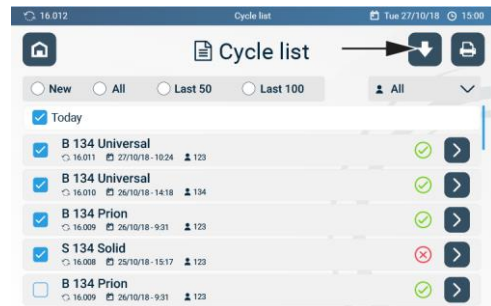 16.012 Cycle list Tue 27/10/18 15:00
Cycle list
New All Last 50 Last 100 All
Today
B 134 Universal
16.011 27/10/18-10:24 123
B 134 Universal
16.010 26/10/18-14:18 134
B 134 Prion
16.009 26/10/18-9:31 123
S 134 Solid
16.008 25/10/18-15:17 123
B 134 Prion
16.009 26/10/18-9:31 123